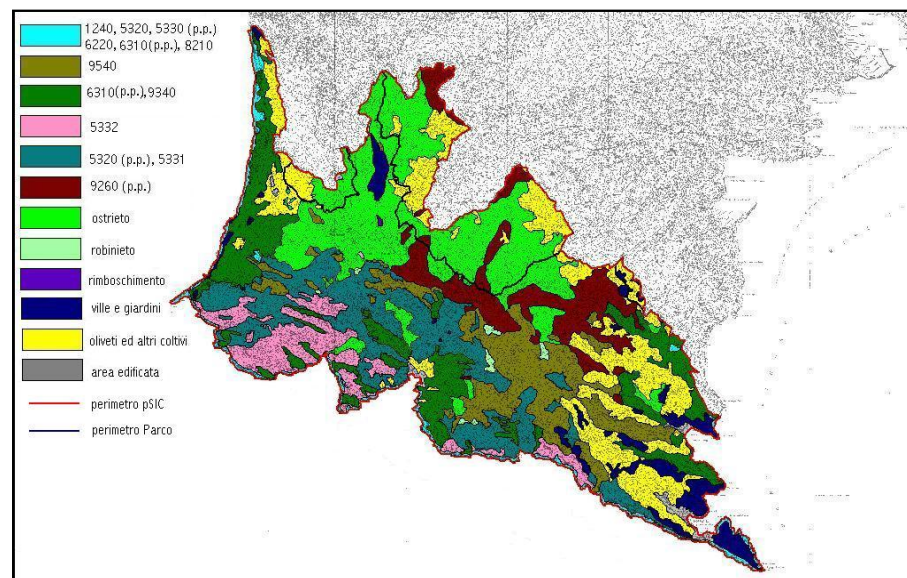 1240, 5320, 5330 (p.p.)
6220, 6310(p.p.), 8210
9540
6310(p.p.),9340
5332
5320 (p.p.), 5331
9260 (p.p.)
ostrieto
robinieto
rimboschimento
ville e giardini
oliveti ed altri coltivi
area edificata
perimetro pSIC
perimetro Parco